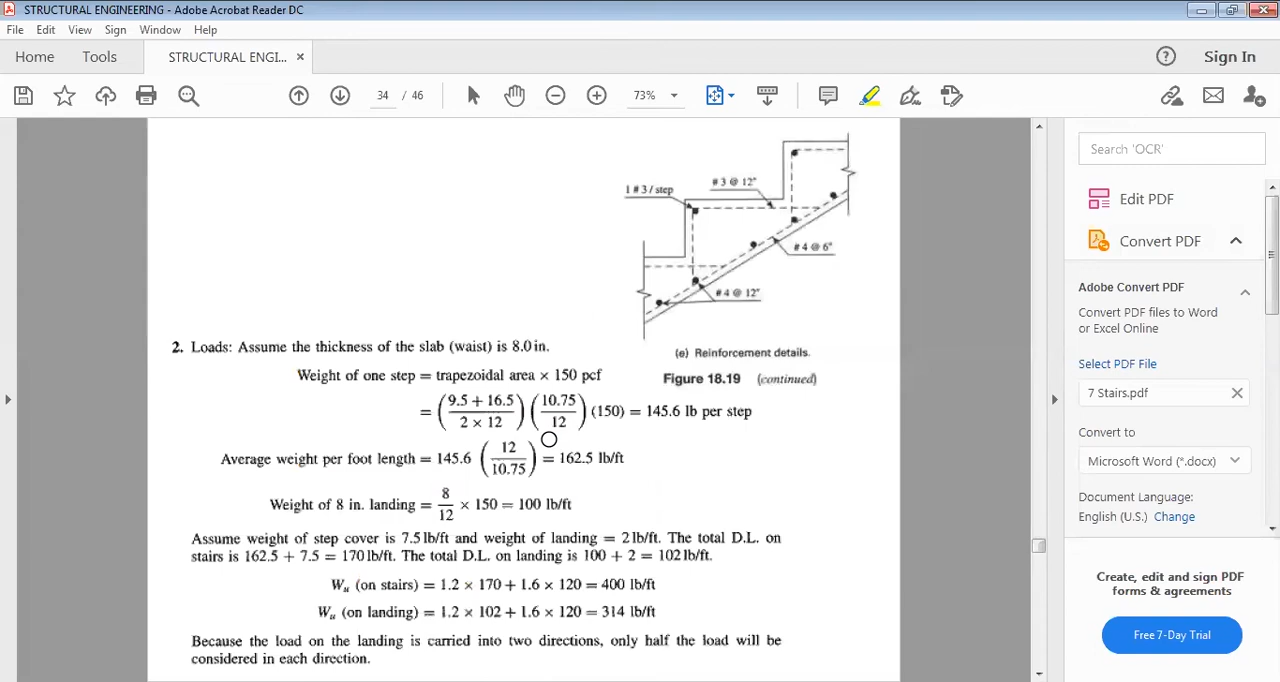 STRUCTURAL ENGINEERING - Adobe Acrobat Reader DC
File Edit View Sign Window Help
Home Tools STRUCTURAL ENGI... × Sign In
34 / 46 73%
1 # 3 / step
# 3 @ 12"
# 4 @ 6"
# 4 @ 12"
(e) Reinforcement details.
Figure 18.19 (continued)
2. Loads: Assume the thickness of the slab (waist) is 8.0 in.
Weight of one step = trapezoidal area × 150 pcf
= ((9.5 + 16.5) / (2 × 12)) (10.75 / 12) (150) = 145.6 lb per step
Average weight per foot length = 145.6 (12 / 10.75) = 162.5 lb/ft
Weight of 8 in. landing = 8 / 12 × 150 = 100 lb/ft
Assume weight of step cover is 7.5 lb/ft and weight of landing = 2 lb/ft. The total D.L. on
stairs is 162.5 + 7.5 = 170 lb/ft. The total D.L. on landing is 100 + 2 = 102 lb/ft.
Wu (on stairs) = 1.2 × 170 + 1.6 × 120 = 400 lb/ft
Wu (on landing) = 1.2 × 102 + 1.6 × 120 = 314 lb/ft
Because the load on the landing is carried into two directions, only half the load will be
considered in each direction.
Search 'OCR'
Edit PDF
Convert PDF
Adobe Convert PDF
Convert PDF files to Word
or Excel Online
Select PDF File
7 Stairs.pdf
Convert to
Microsoft Word (*.docx)
Document Language:
English (U.S.) Change
Create, edit and sign PDF
forms & agreements
Free 7-Day Trial